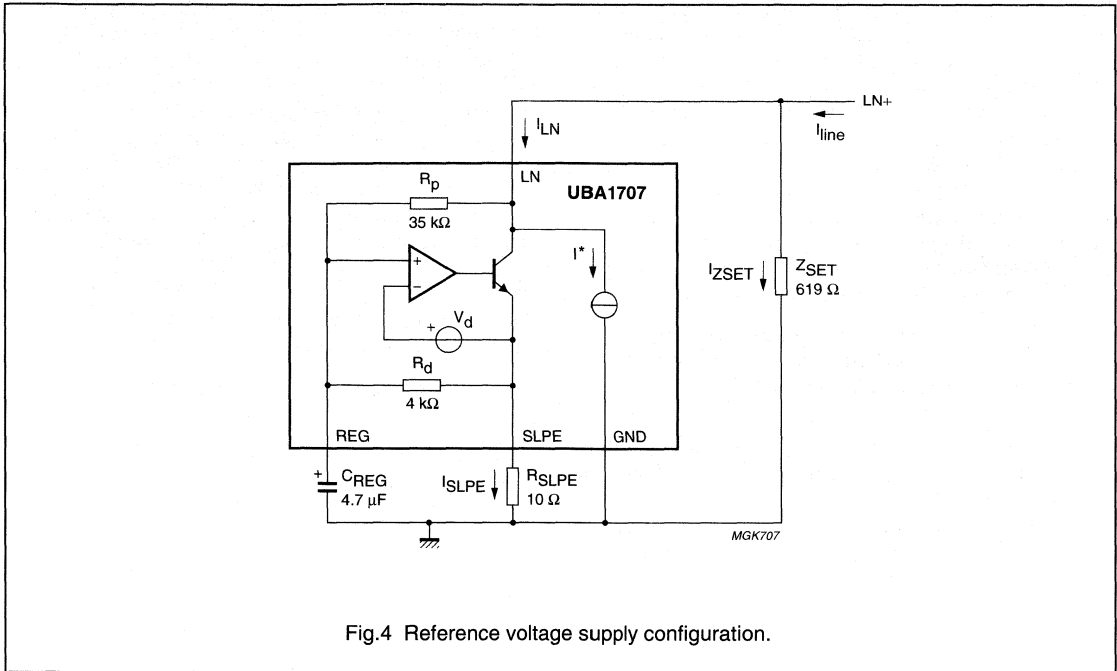 LN+
I_line
I_LN
LN
UBA1707
R_p
35 kΩ
I*
+
−
V_d
+
I_ZSET
Z_SET
619 Ω
R_d
4 kΩ
REG
SLPE
GND
+
C_REG
4.7 μF
I_SLPE
R_SLPE
10 Ω
MGK707
Fig.4 Reference voltage supply configuration.